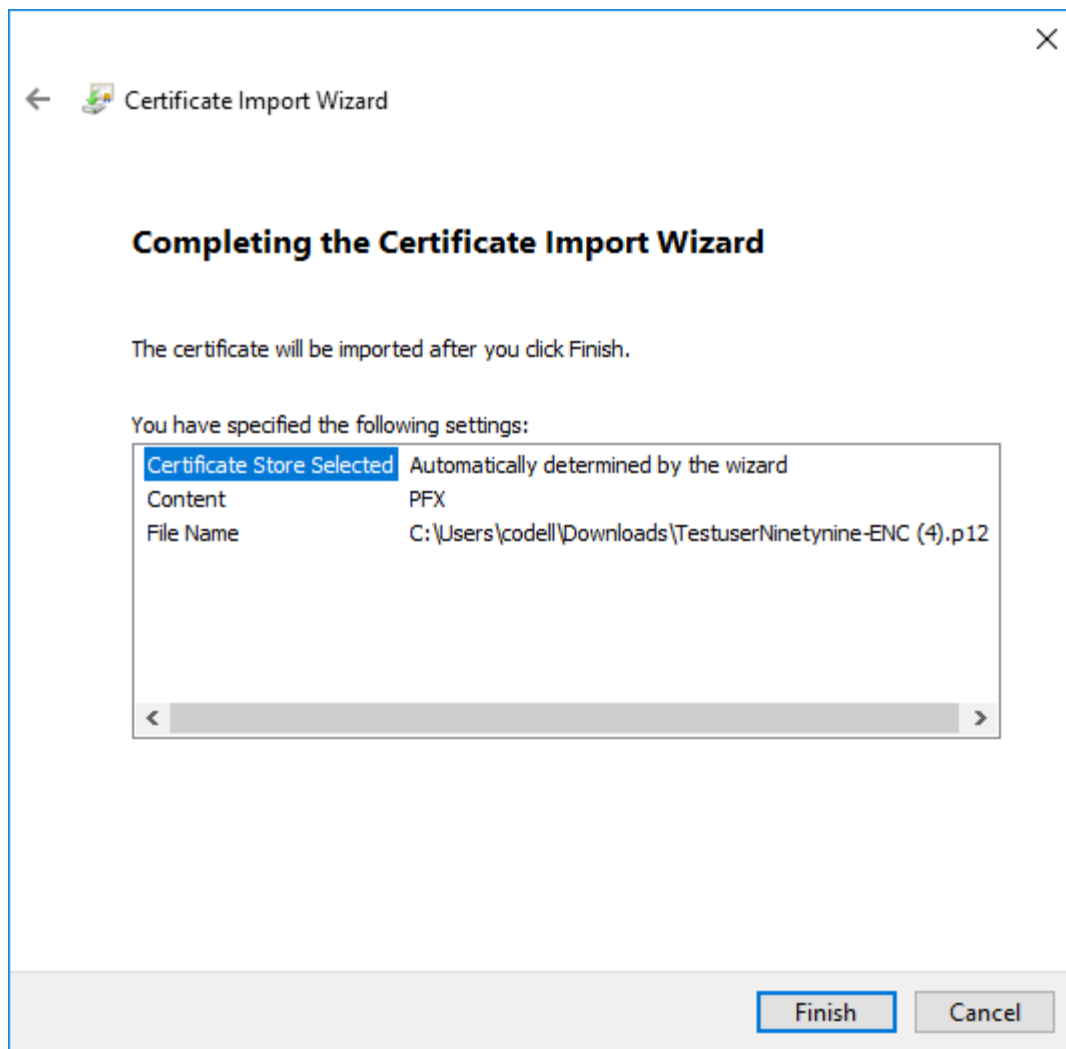 Certificate Import Wizard
Completing the Certificate Import Wizard
The certificate will be imported after you click Finish.
You have specified the following settings:
Certificate Store Selected Automatically determined by the wizard
Content PFX
File Name C:\Users\codell\Downloads\TestuserNinetynine-ENC (4).p12
Finish Cancel